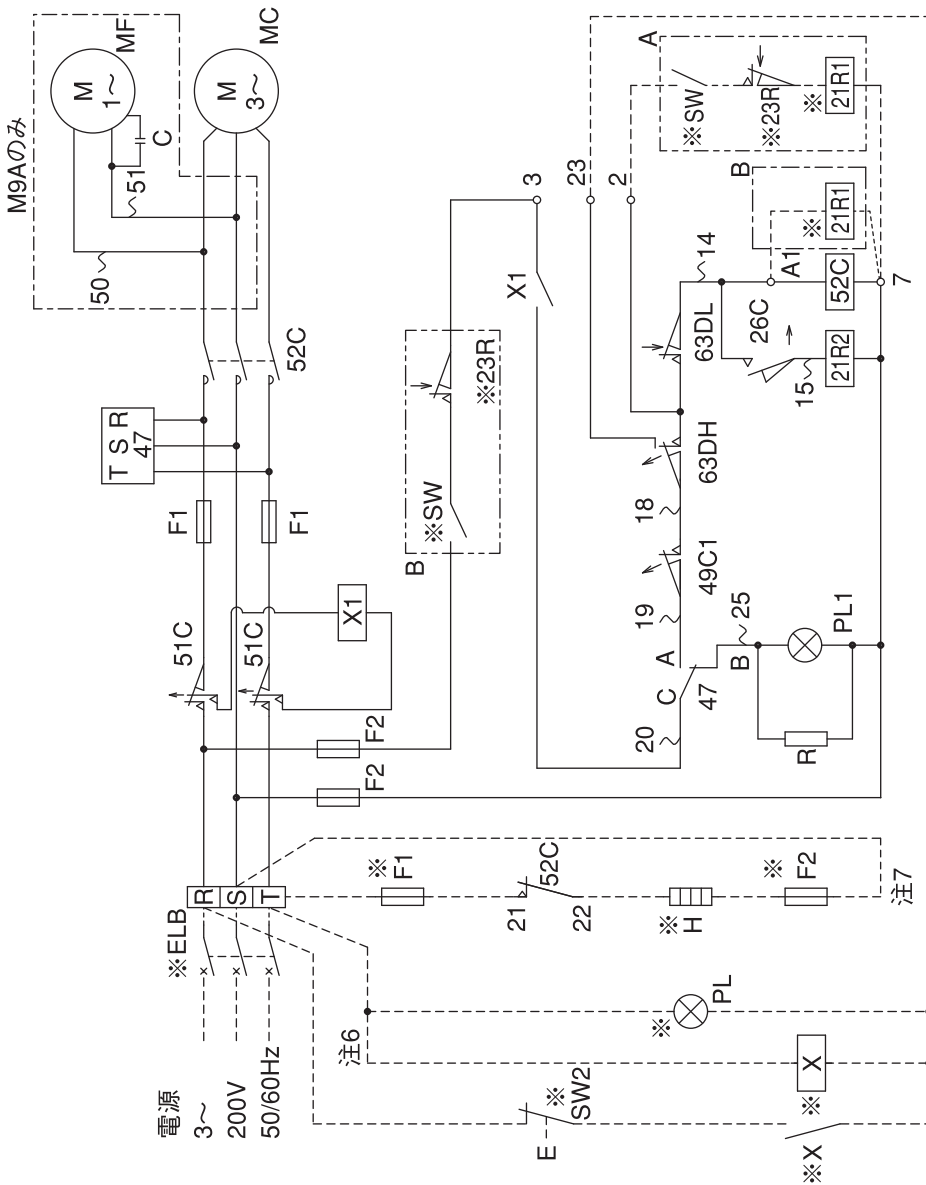 M9Aのみ
MF
M
1～
C
51
50
MC
M
3～
52C
T S R
47
F1
F1
51C
51C
X1
F2
F2
R
S
T
※ELB
電源
3～
200V
50/60Hz
A
※SW
※23R
※
21R1
B
※
21R1
3
23
2
X1
B
※SW
※23R
14
A1
52C
7
63DL
26C
15
21R2
63DH
18
49C1
19
A
C
47
B
25
PL1
R
20
※
F1
21
52C
22
※H
※
F2
注7
注6
※
PL
X
※
※
SW2
E
※X